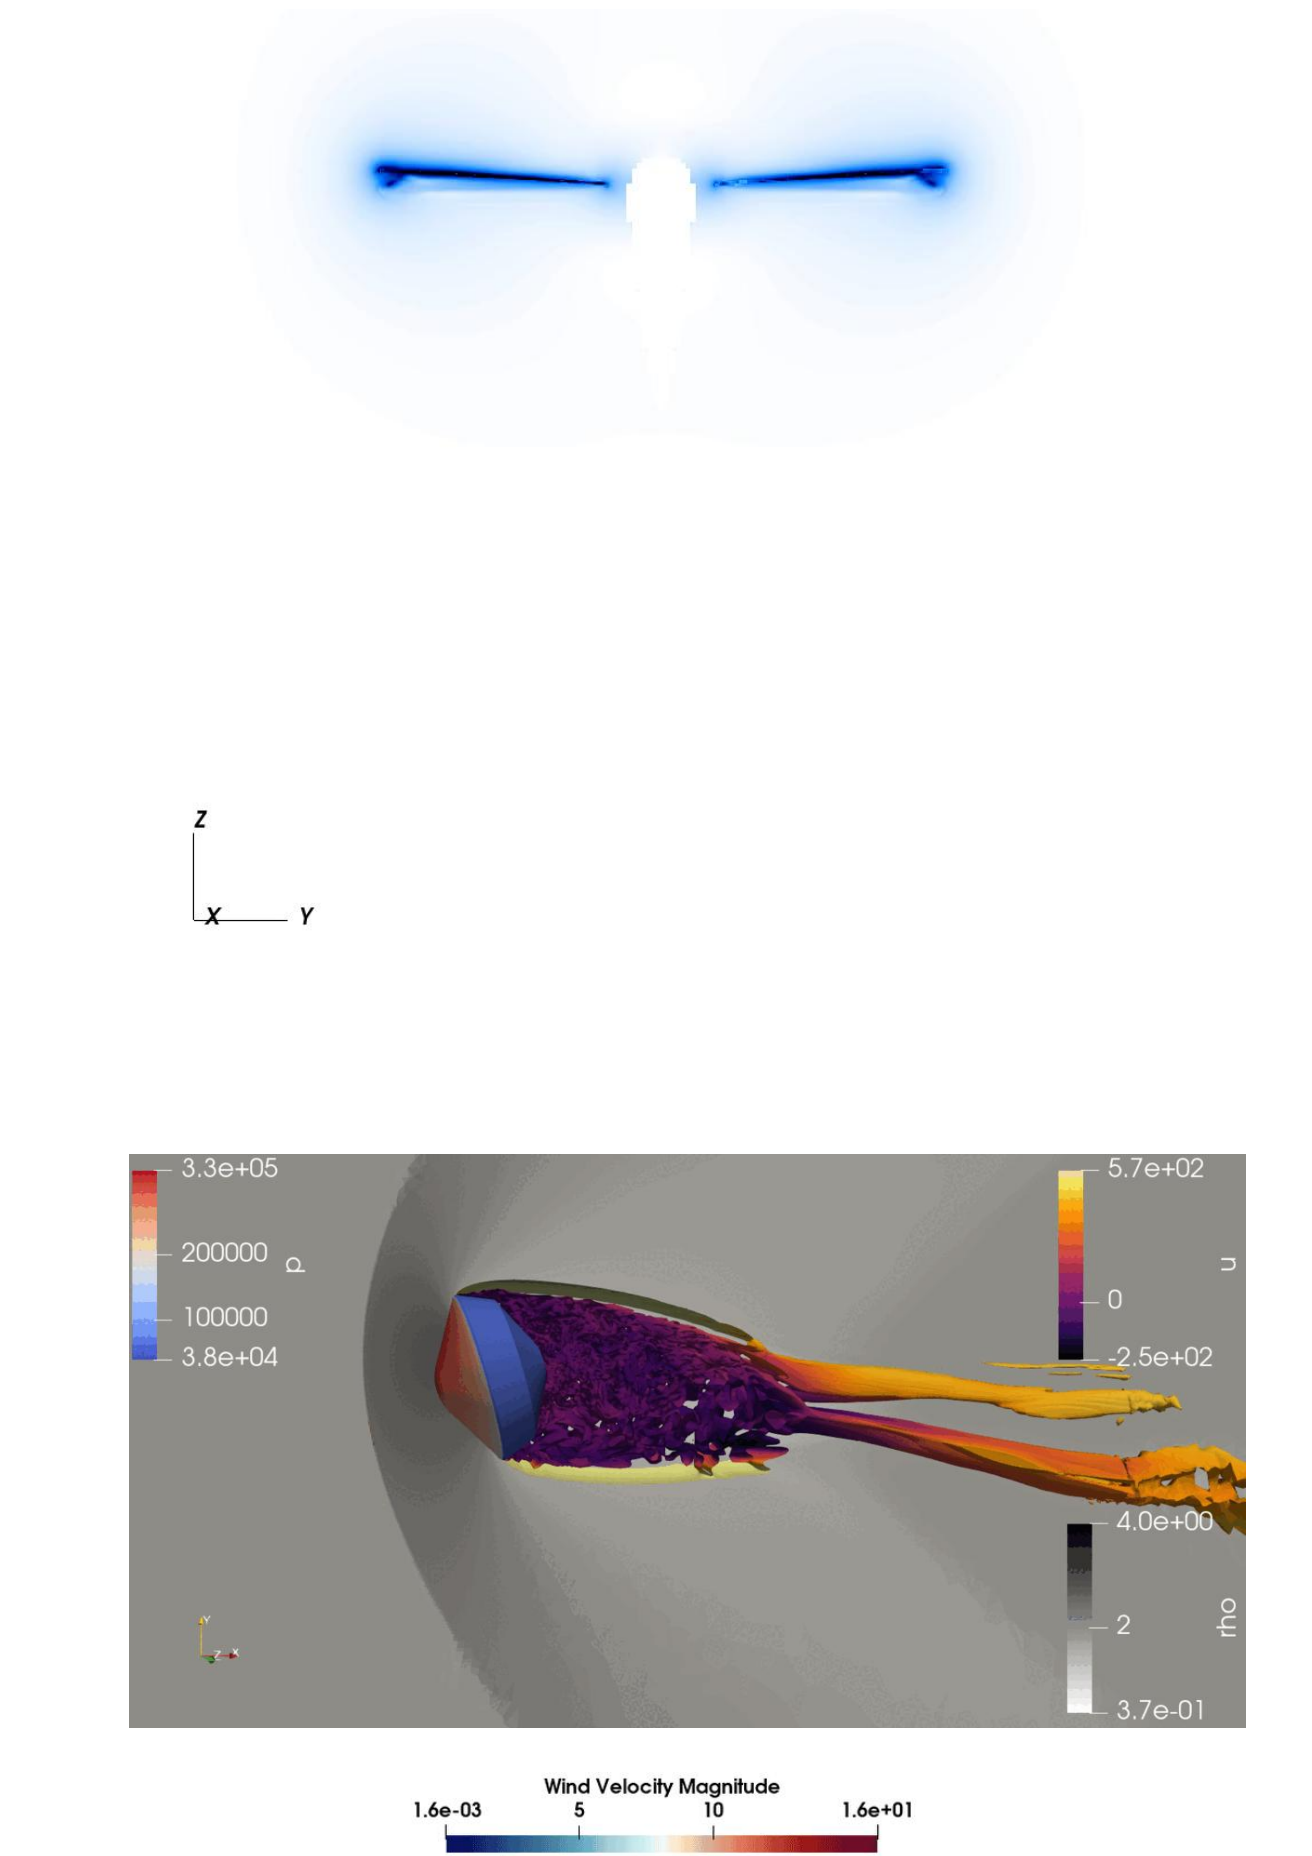 Z
X
Y
3.3e+05
200000
p
100000
3.8e+04
5.7e+02
u
0
-2.5e+02
4.0e+00
rho
2
3.7e-01
Y
Z
X
Wind Velocity Magnitude
1.6e-03 5 10 1.6e+01